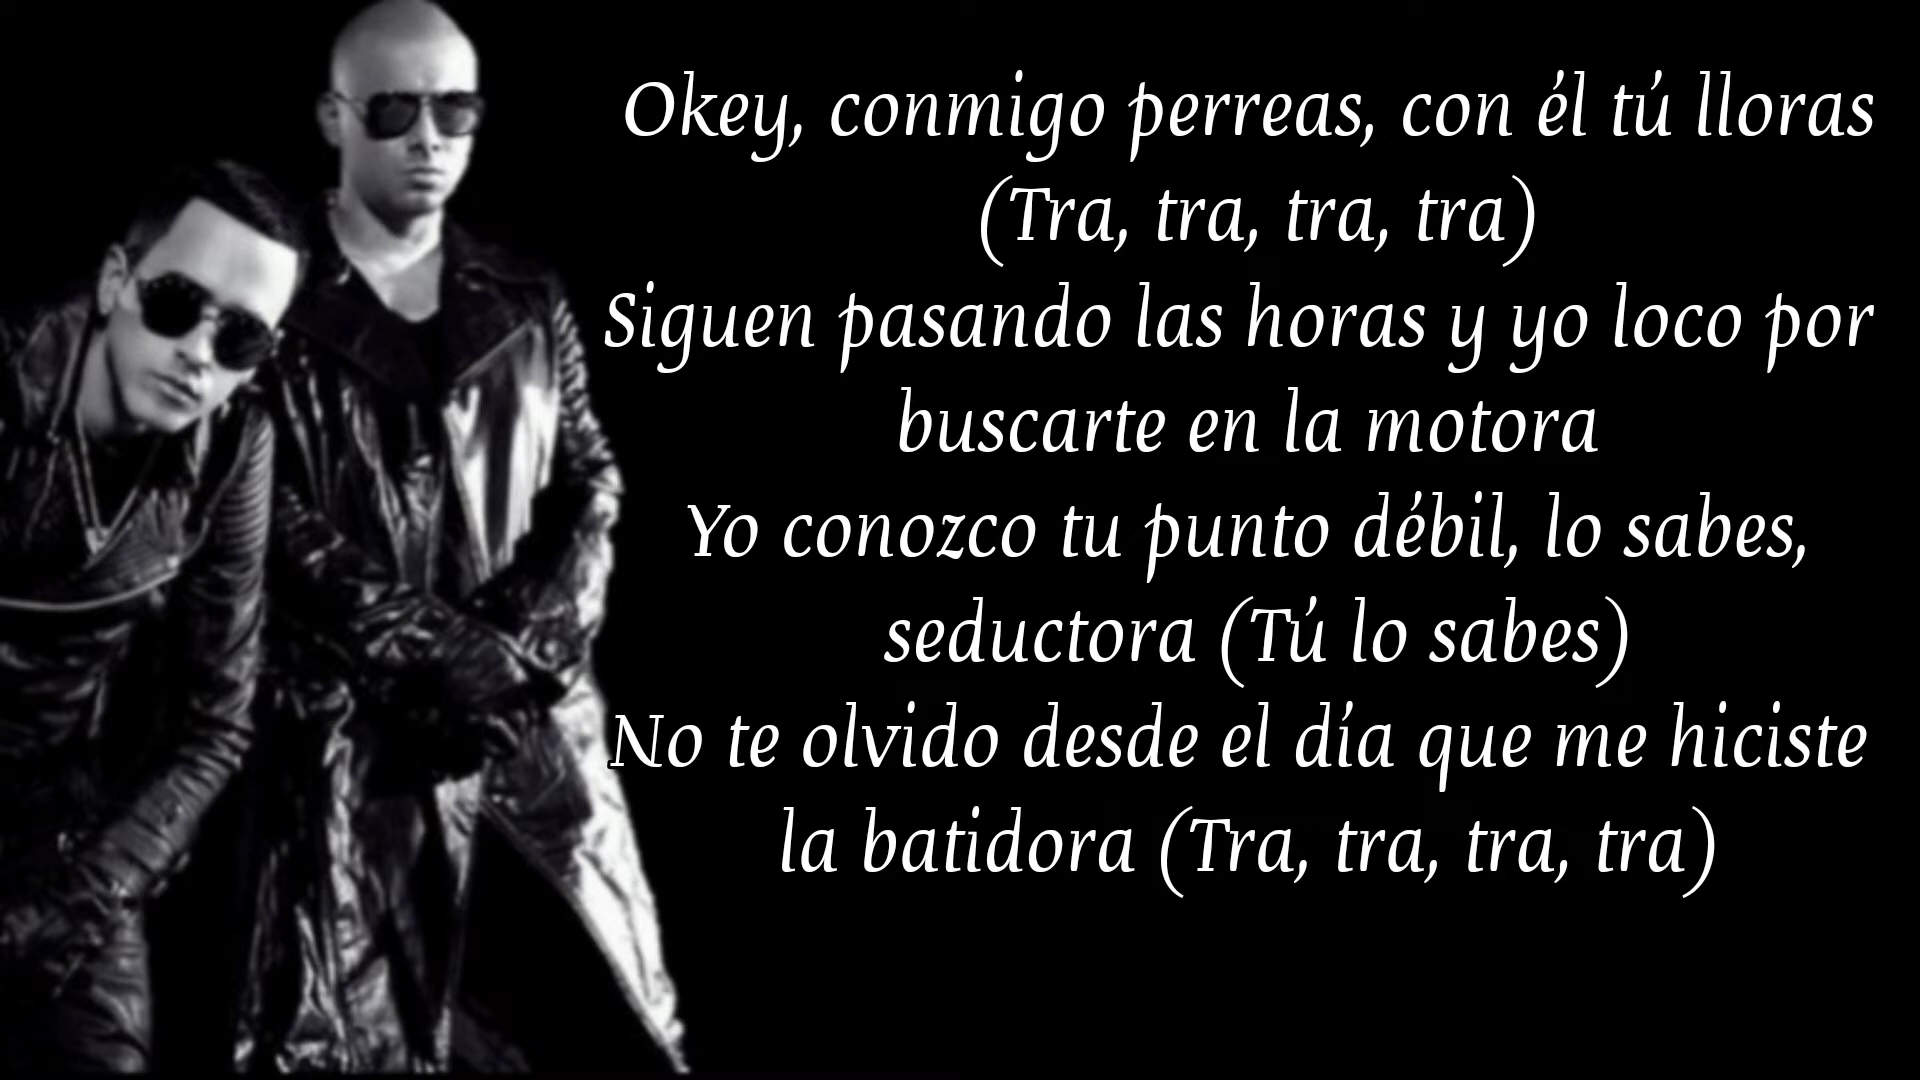 Okey, conmigo perreas, con él tú lloras
(Tra, tra, tra, tra)
Siguen pasando las horas y yo loco por
buscarte en la motora
Yo conozco tu punto débil, lo sabes,
seductora (Tú lo sabes)
No te olvido desde el día que me hiciste
la batidora (Tra, tra, tra, tra)